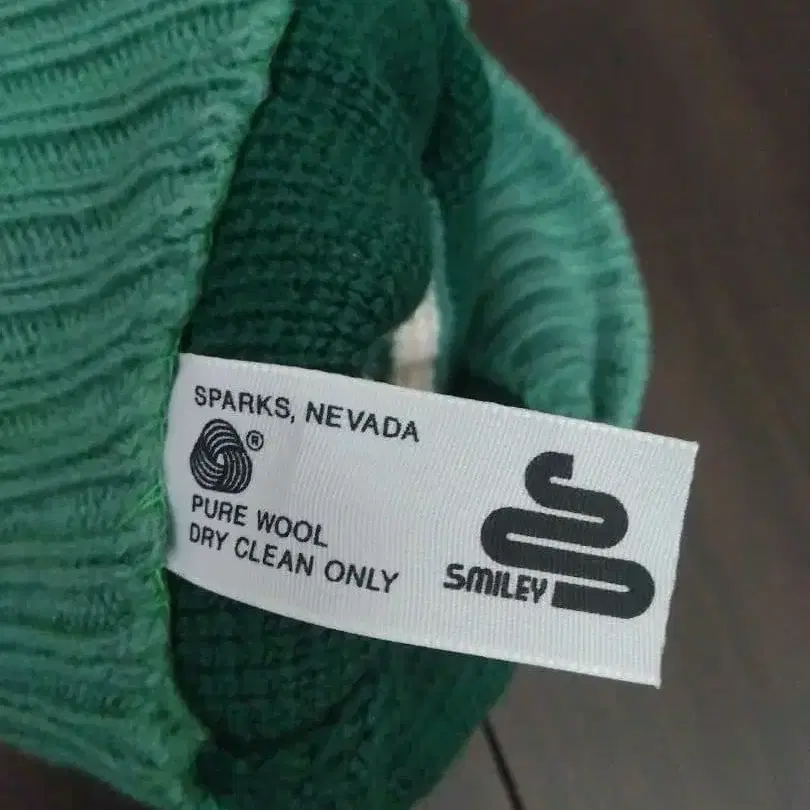 SPARKS, NEVADA
®
PURE WOOL
DRY CLEAN ONLY
SMILEY